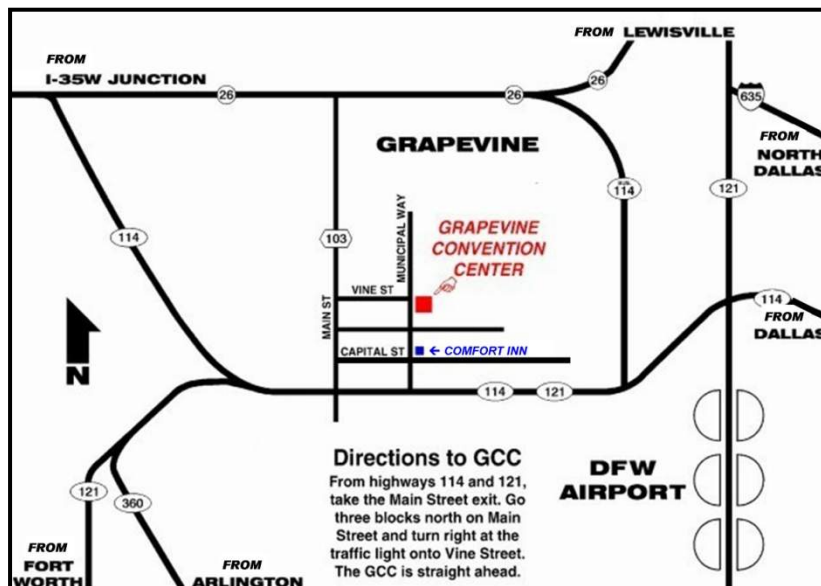 FROM LEWISVILLE
FROM
I-35W JUNCTION
26
26
26
635
FROM
NORTH
DALLAS
GRAPEVINE
114
121
103
114
MUNICIPAL WAY
GRAPEVINE
CONVENTION
CENTER
VINE ST
MAIN ST
114
FROM
DALLAS
CAPITAL ST
← COMFORT INN
N
114
121
Directions to GCC
From highways 114 and 121,
take the Main Street exit. Go
three blocks north on Main
Street and turn right at the
traffic light onto Vine Street.
The GCC is straight ahead.
DFW
AIRPORT
121
360
FROM
FORT
WORTH
FROM
ARLINGTON